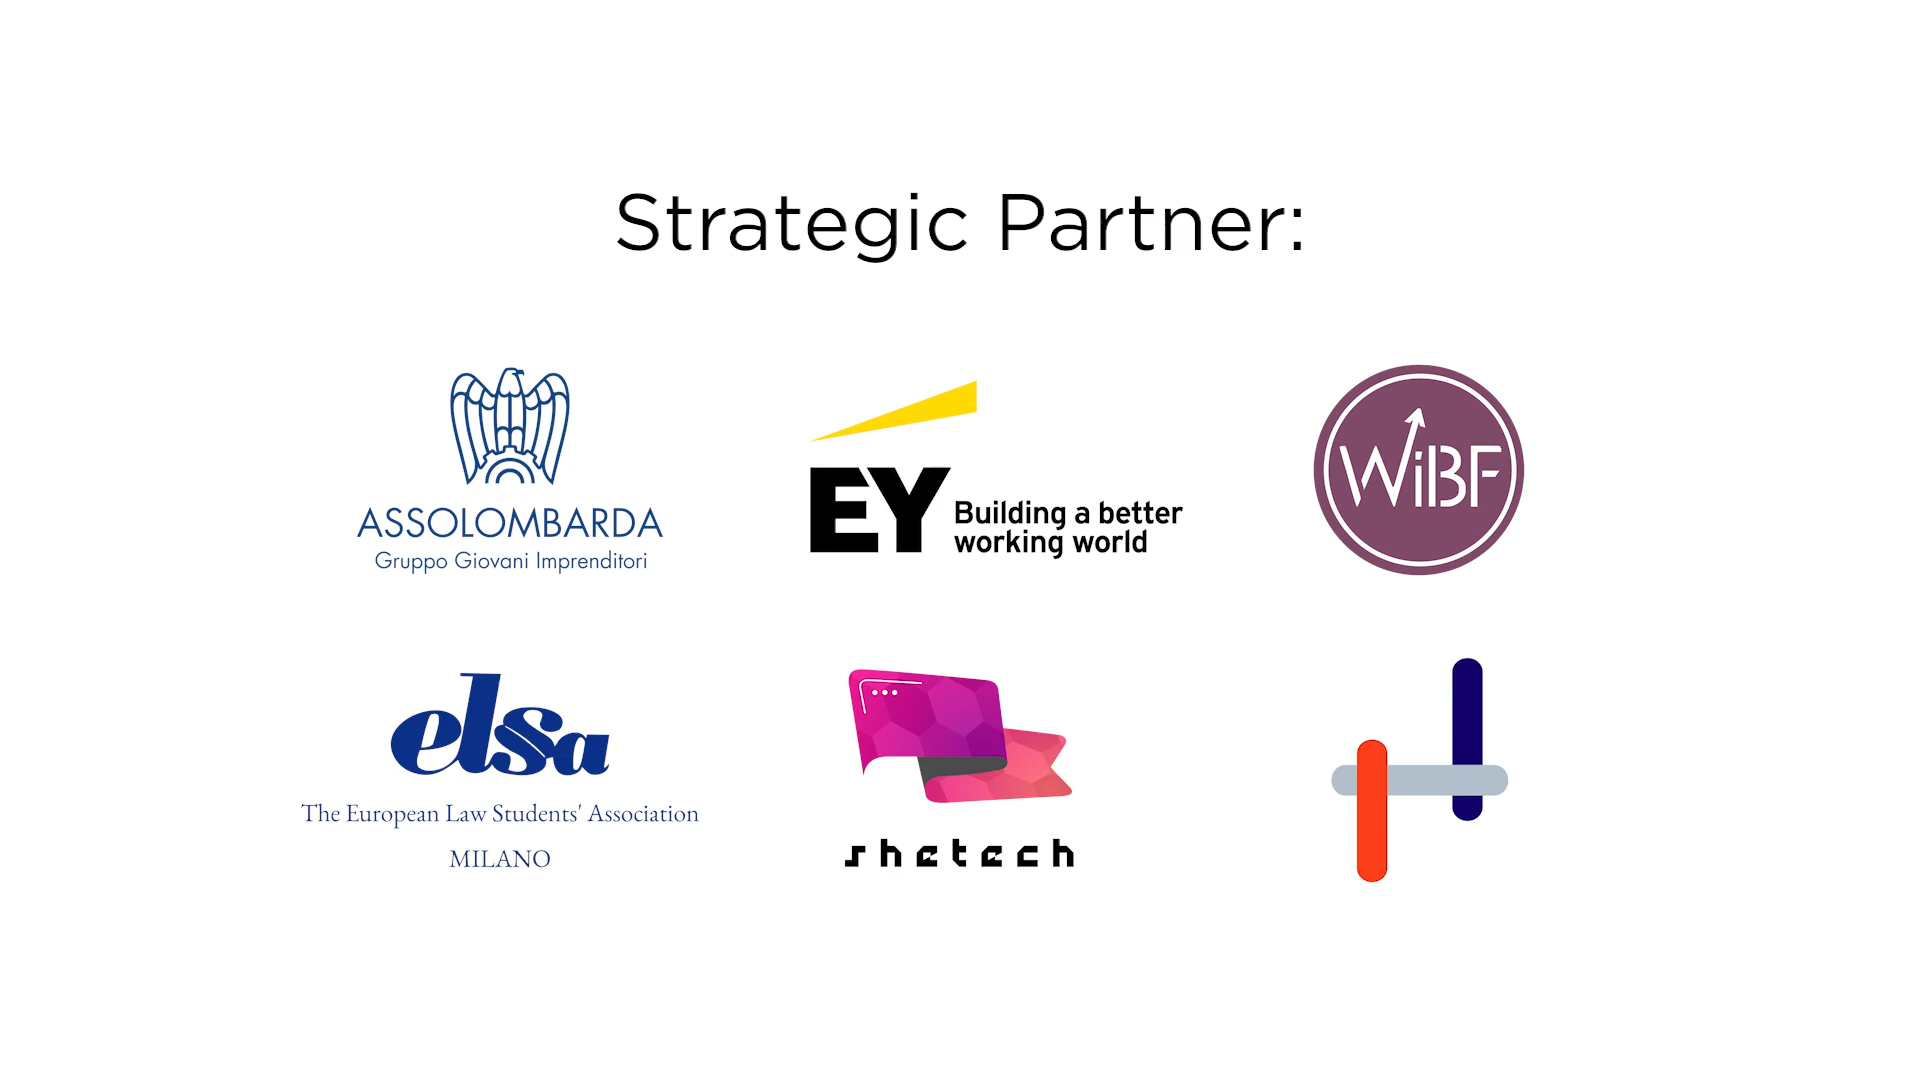 Strategic Partner:
ASSOLOMBARDA
Gruppo Giovani Imprenditori
EY
Building a better
working world
WiBF
elsa
The European Law Students' Association
MILANO
shetech